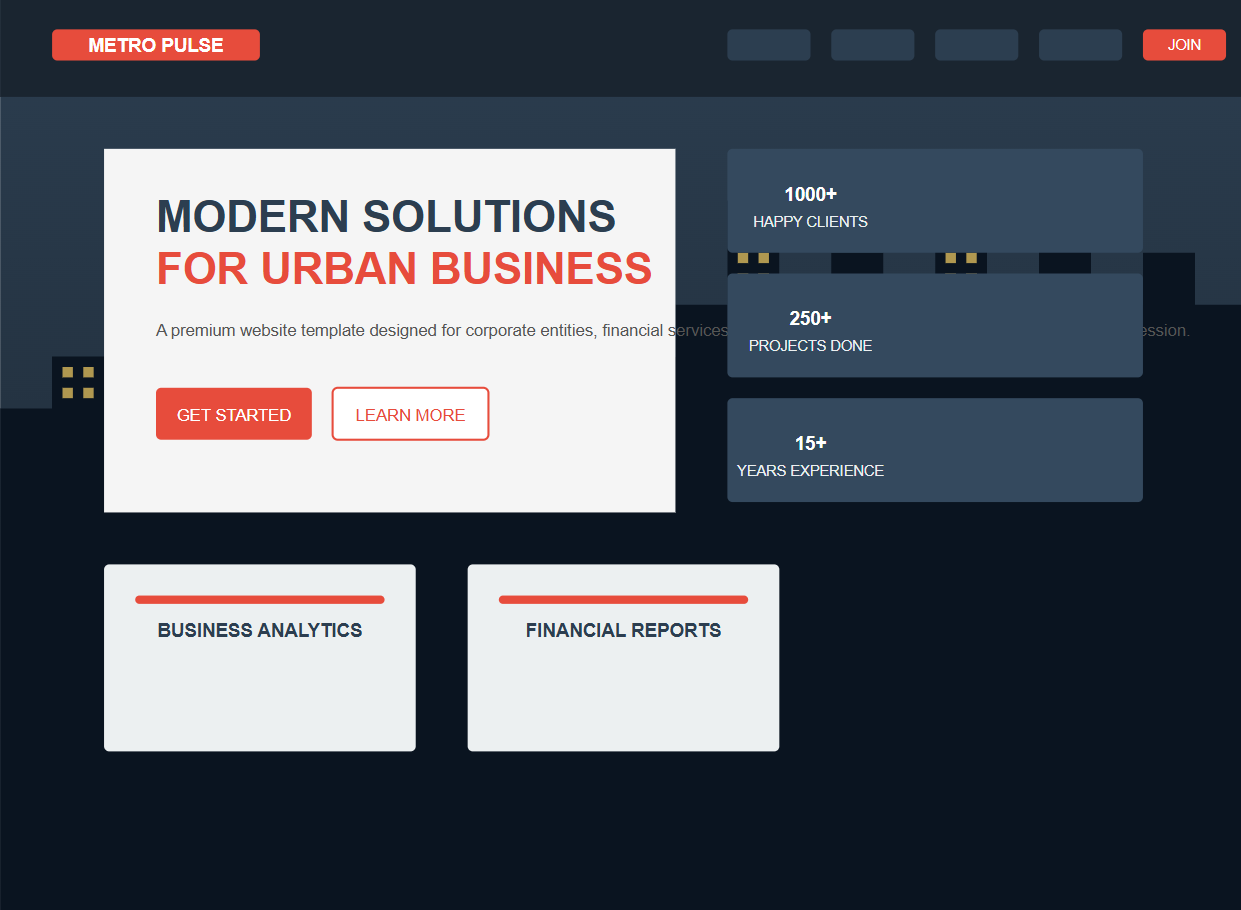 METRO PULSE
JOIN
MODERN SOLUTIONS
FOR URBAN BUSINESS
A premium website template designed for corporate entities, financial services ession.
GET STARTED
LEARN MORE
1000+
HAPPY CLIENTS
250+
PROJECTS DONE
15+
YEARS EXPERIENCE
BUSINESS ANALYTICS
FINANCIAL REPORTS